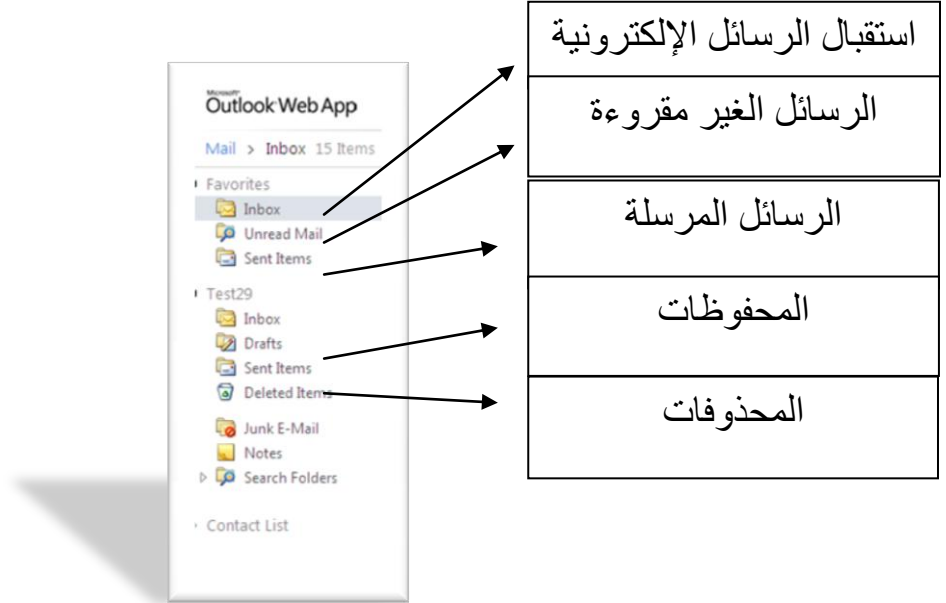 Microsoft
Outlook Web App
Mail > Inbox 15 Items
Favorites
Inbox
Unread Mail
Sent Items
Test29
Inbox
Drafts
Sent Items
Deleted Items
Junk E-Mail
Notes
Search Folders
Contact List
استقبال الرسائل الإلكترونية
الرسائل الغير مقروءة
الرسائل المرسلة
المحفوظات
المحذوفات